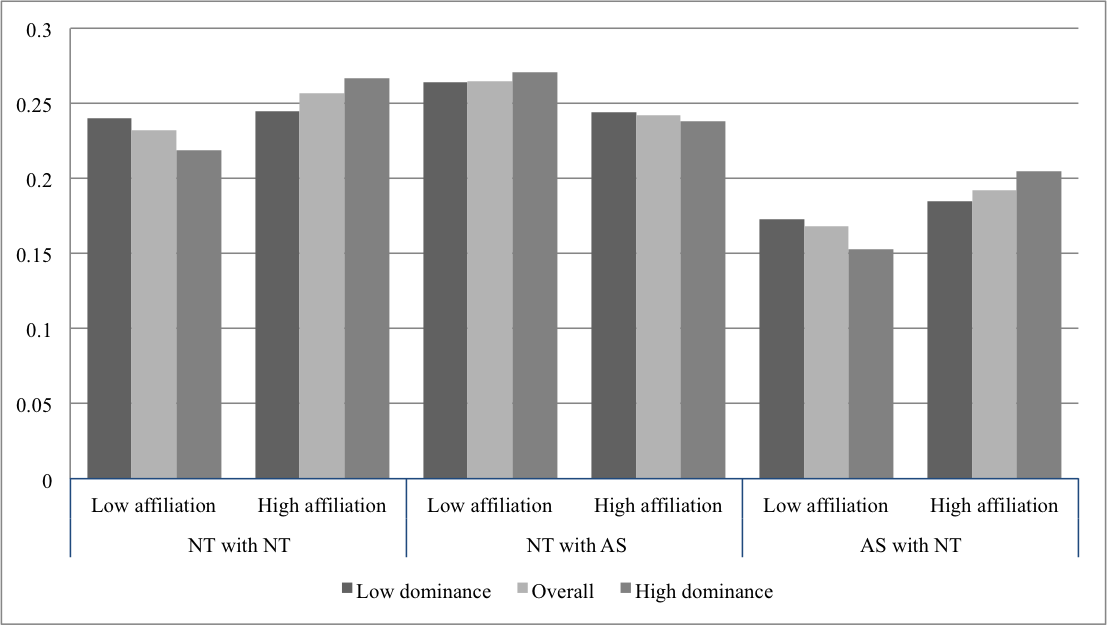 0.3
0.25
0.2
0.15
0.1
0.05
0
Low affiliation High affiliation Low affiliation High affiliation Low affiliation High affiliation
NT with NT NT with AS AS with NT
Low dominance Overall High dominance